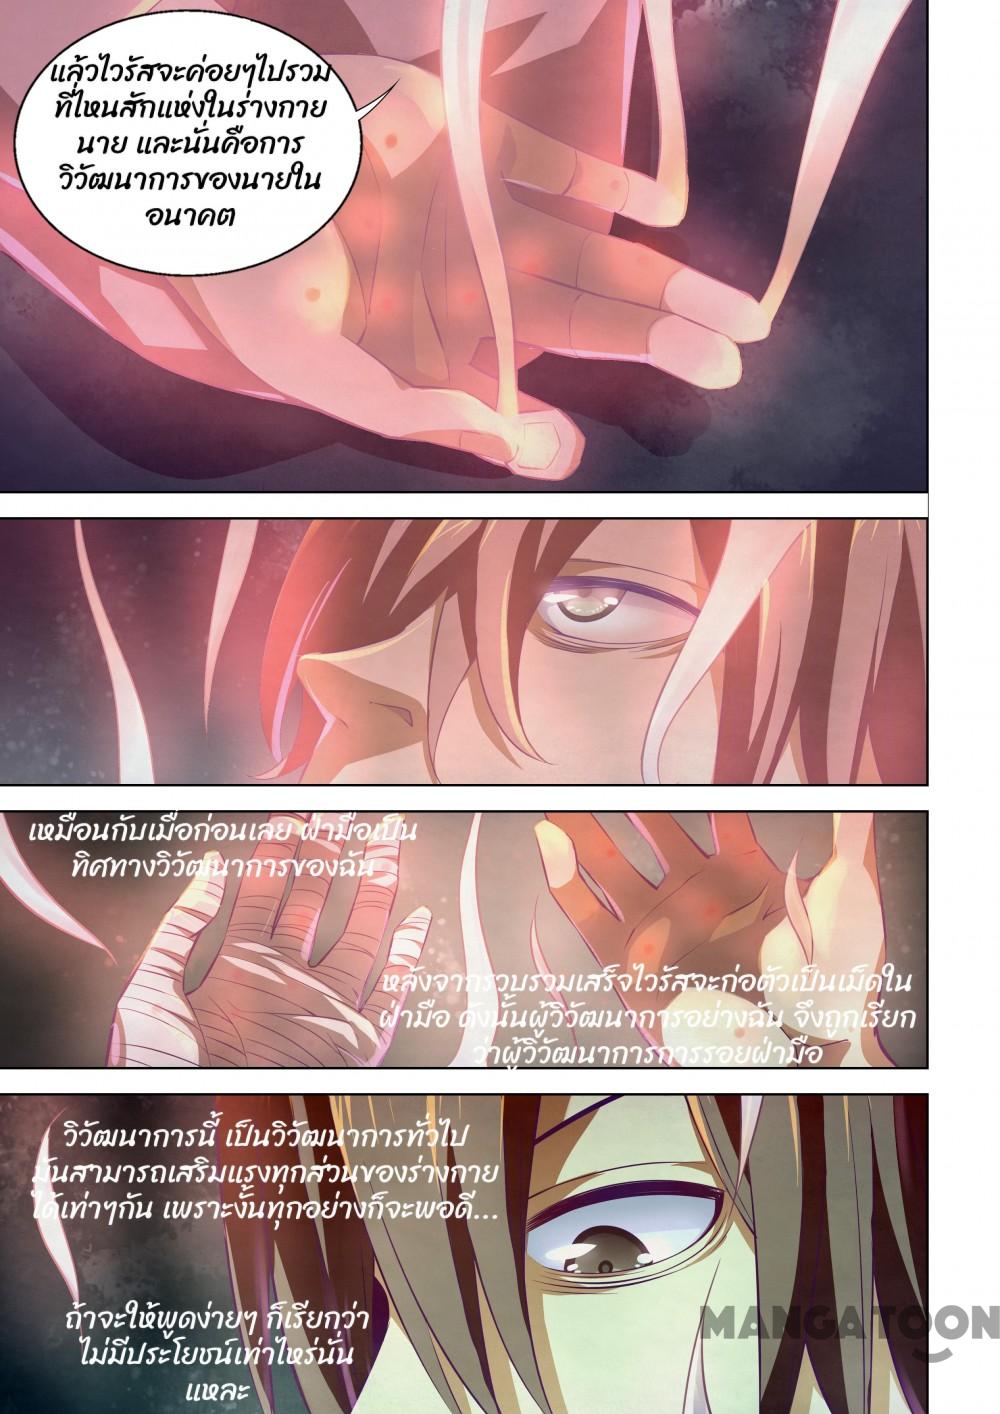 แล้วไวรัสจะค่อยๆไปรวม
ที่ไหนสักแห่งในร่างกาย
นาย และนั่นคือการ
วิวัฒนาการของนายใน
อนาคต
เหมือนกับเมื่อก่อนเลย ฝ่ามือเป็น
ทิศทางวิวัฒนาการของฉัน
หลังจากรวบรวมเสร็จไวรัสจะก่อตัวเป็นเม็ดใน
ฝ่ามือ ดังนั้นผู้วิวัฒนาการอย่างฉัน จึงถูกเรียก
ว่าผู้วิวัฒนาการการรอยฝ่ามือ
วิวัฒนาการนี้ เป็นวิวัฒนาการทั่วไป
มันสามารถเสริมแรงทุกส่วนของร่างกาย
ได้เท่าๆกัน เพราะงั้นทุกอย่างก็จะพอดี...
ถ้าจะให้พูดง่ายๆ ก็เรียกว่า
ไม่มีประโยชน์เท่าไหร่นั่น
แหละ
MANGATOON